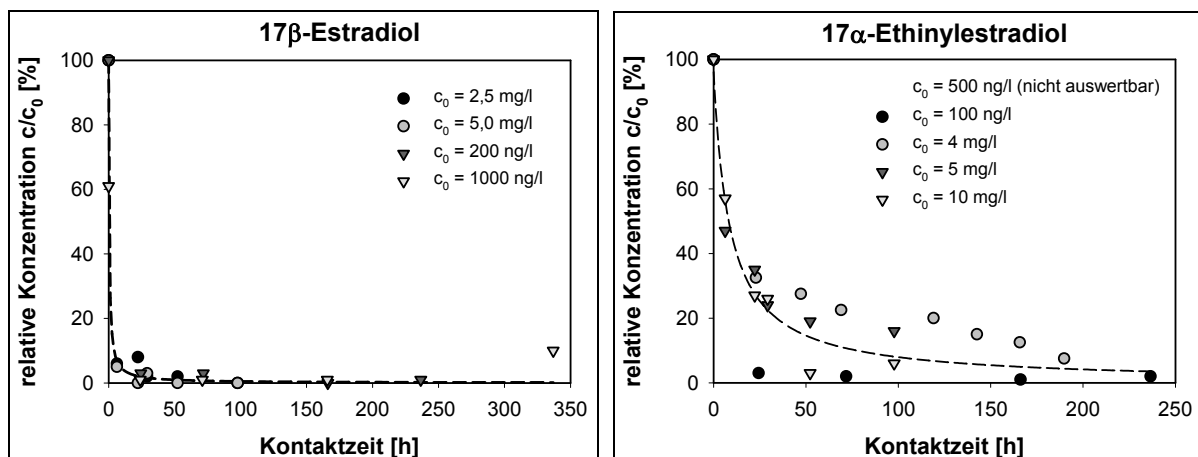 17β-Estradiol
relative Konzentration c/c₀ [%]
100
80
60
40
20
0
c₀ = 2,5 mg/l
c₀ = 5,0 mg/l
c₀ = 200 ng/l
c₀ = 1000 ng/l
0 50 100 150 200 250 300 350
Kontaktzeit [h]
17α-Ethinylestradiol
relative Konzentration c/c₀ [%]
100
80
60
40
20
0
c₀ = 500 ng/l (nicht auswertbar)
c₀ = 100 ng/l
c₀ = 4 mg/l
c₀ = 5 mg/l
c₀ = 10 mg/l
0 50 100 150 200 250
Kontaktzeit [h]